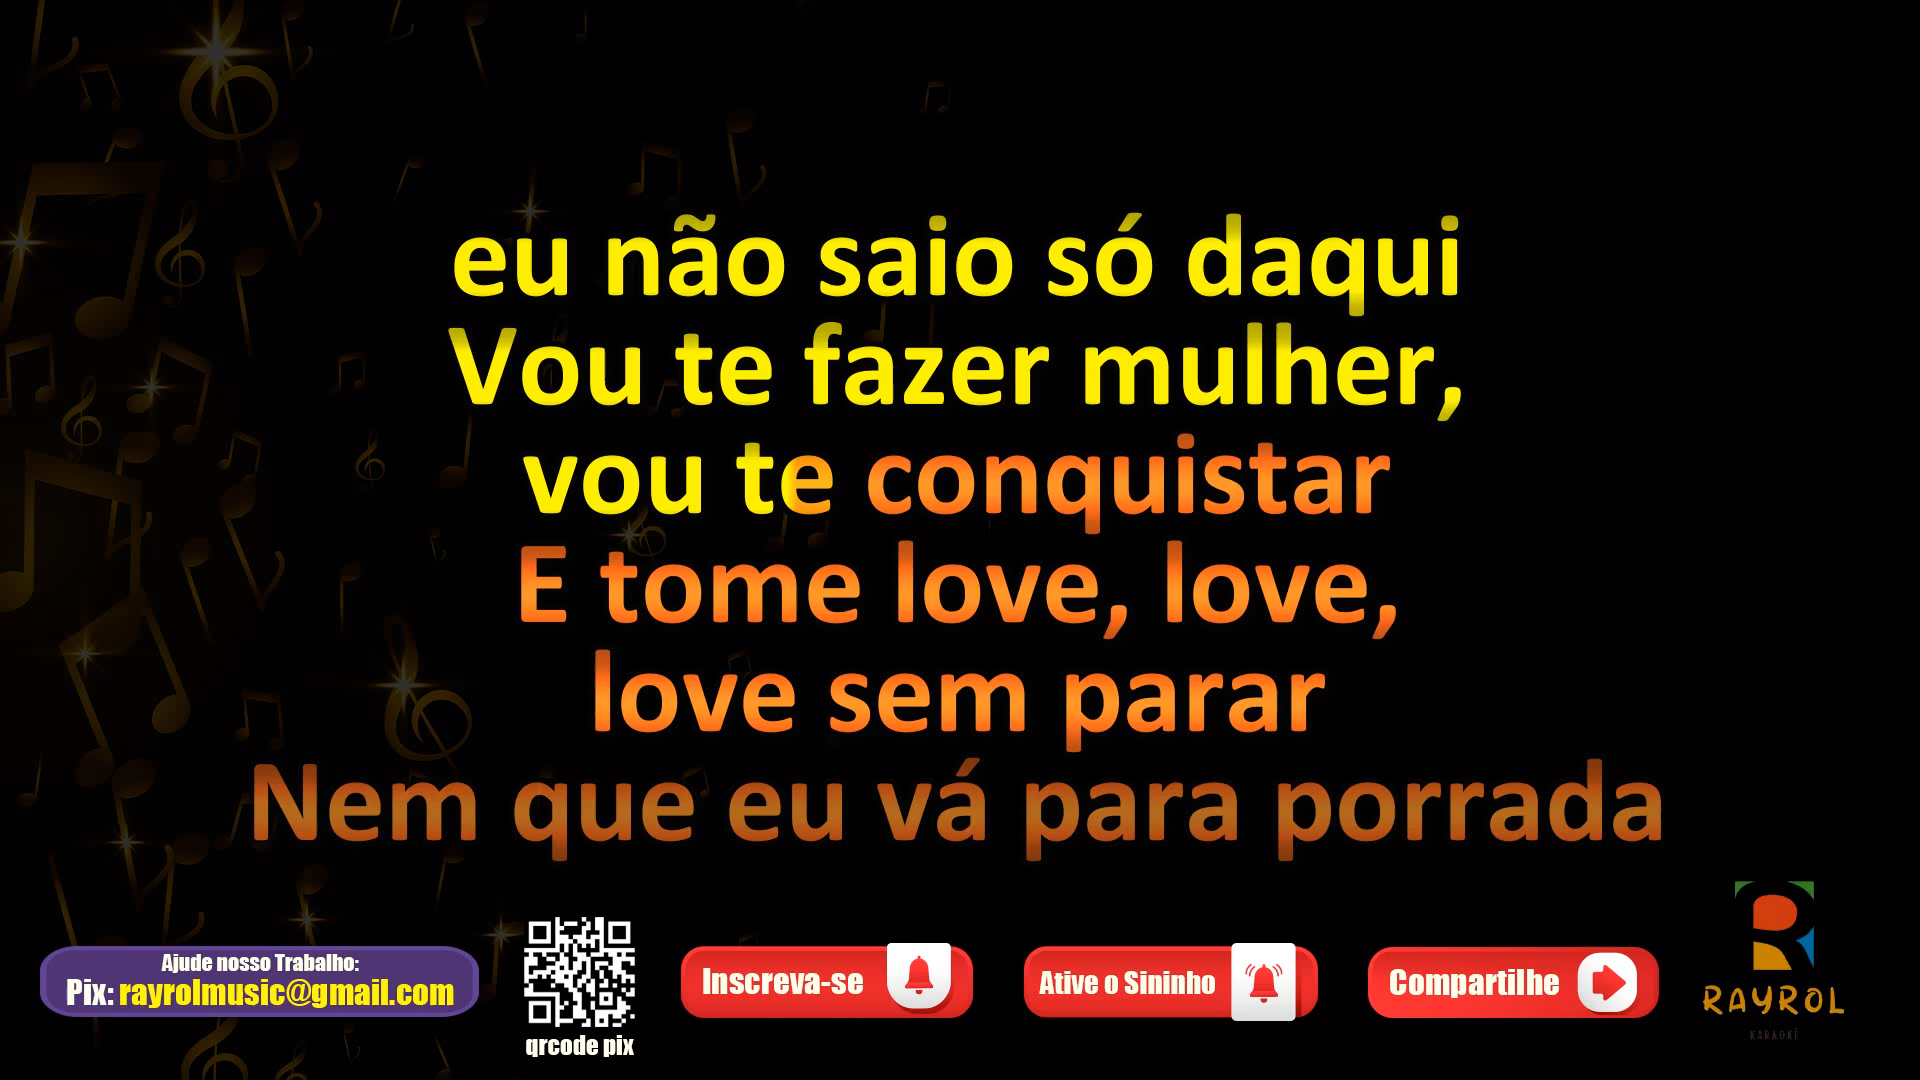 eu não saio só daqui
Vou te fazer mulher,
vou te conquistar
E tome love, love,
love sem parar
Nem que eu vá para porrada
Ajude nosso Trabalho:
Pix: rayrolmusic@gmail.com
qrcode pix
Inscreva-se
Ative o Sininho
Compartilhe
RAYROL
KARAOKÊ